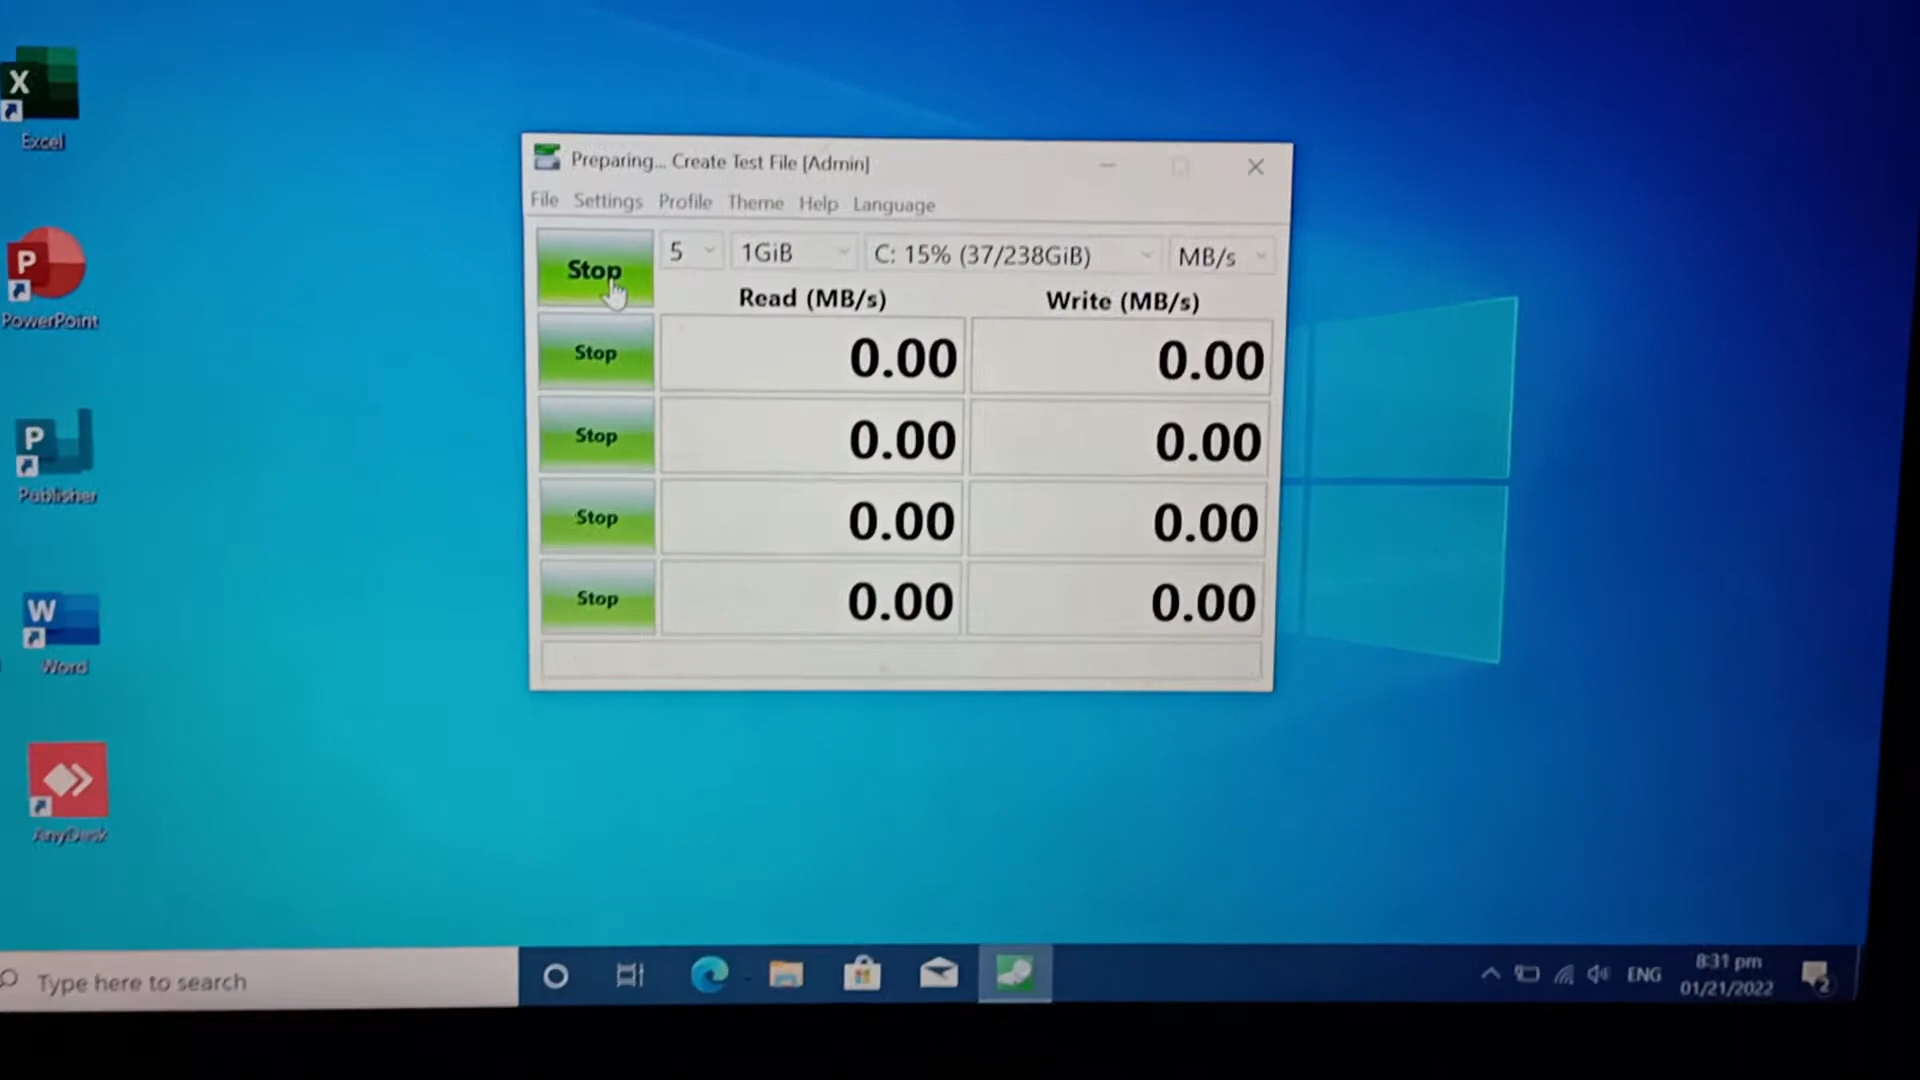 Excel
PowerPoint
Publisher
Word
AnyDesk
Preparing... Create Test File [Admin]
File Settings Profile Theme Help Language
Stop 5 1GiB C: 15% (37/238GiB) MB/s
Read (MB/s) Write (MB/s)
Stop 0.00 0.00
Stop 0.00 0.00
Stop 0.00 0.00
Stop 0.00 0.00
Type here to search
ENG
8:31 pm
01/21/2022
2